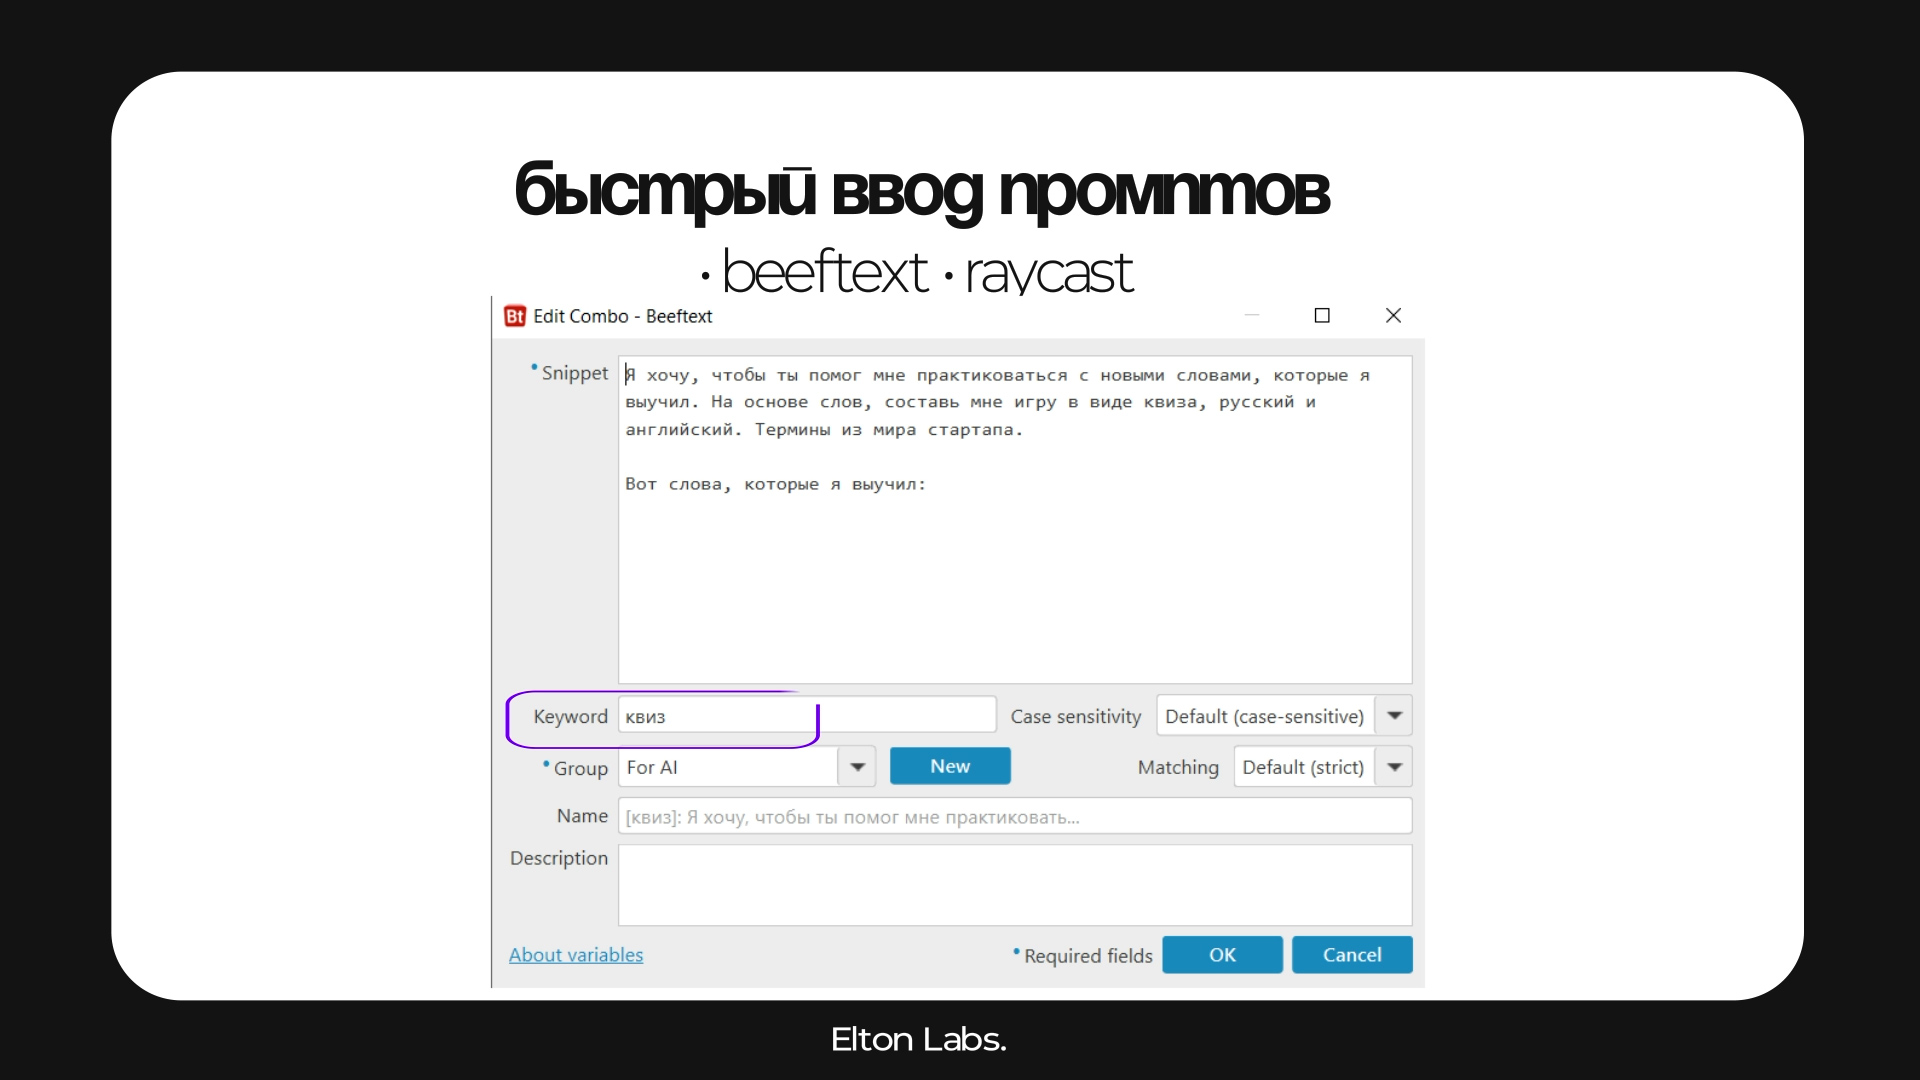 быстрый ввод промптов
· beeftext · raycast
Bt Edit Combo - Beeftext
• Snippet
Я хочу, чтобы ты помог мне практиковаться с новыми словами, которые я
выучил. На основе слов, составь мне игру в виде квиза, русский и
английский. Термины из мира стартапа.
Вот слова, которые я выучил:
Keyword квиз Case sensitivity Default (case-sensitive)
• Group For AI New Matching Default (strict)
Name [квиз]: Я хочу, чтобы ты помог мне практиковать...
Description
About variables • Required fields OK Cancel
Elton Labs.